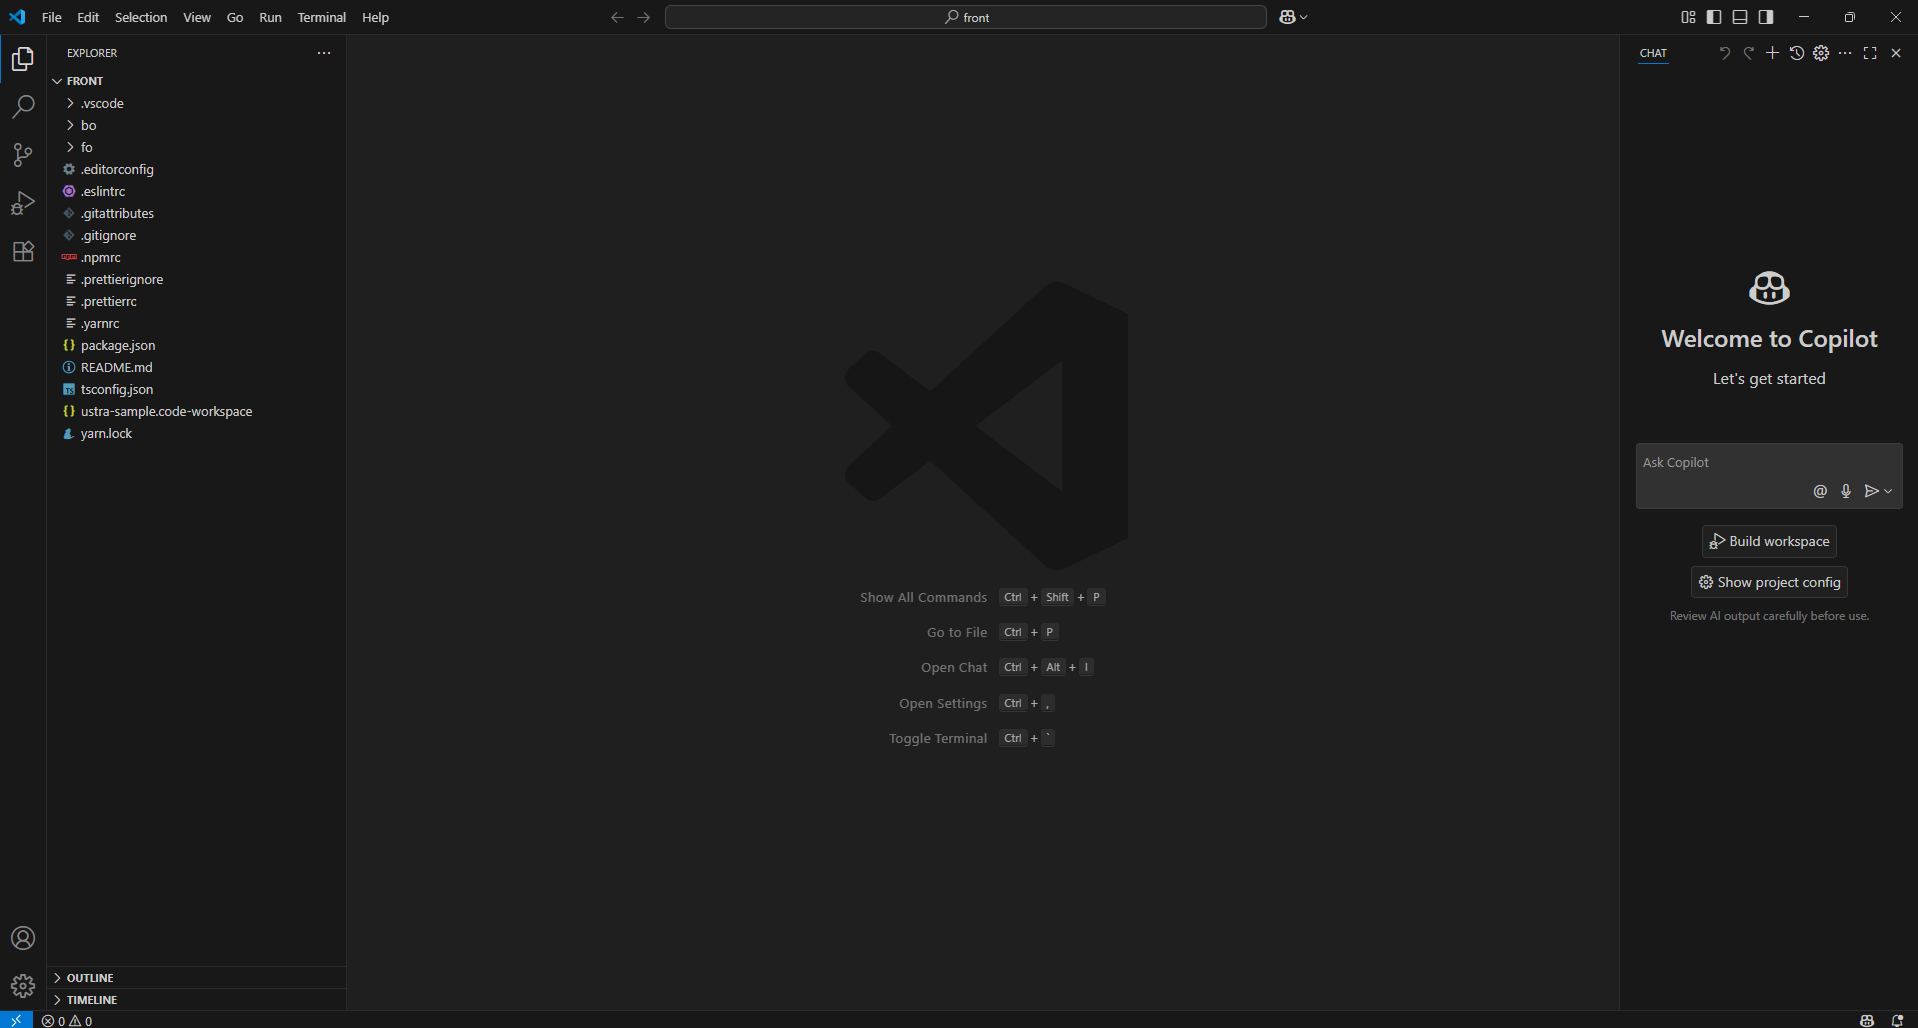 File Edit Selection View Go Run Terminal Help
front
EXPLORER
FRONT
.vscode
bo
fo
.editorconfig
.eslintrc
.gitattributes
.gitignore
.npmrc
.prettierignore
.prettierrc
.yarnrc
package.json
README.md
tsconfig.json
ustra-sample.code-workspace
yarn.lock
OUTLINE
TIMELINE
0 0
Show All Commands Ctrl + Shift + P
Go to File Ctrl + P
Open Chat Ctrl + Alt + I
Open Settings Ctrl + ,
Toggle Terminal Ctrl + `
CHAT
Welcome to Copilot
Let's get started
Ask Copilot
@
Build workspace
Show project config
Review AI output carefully before use.